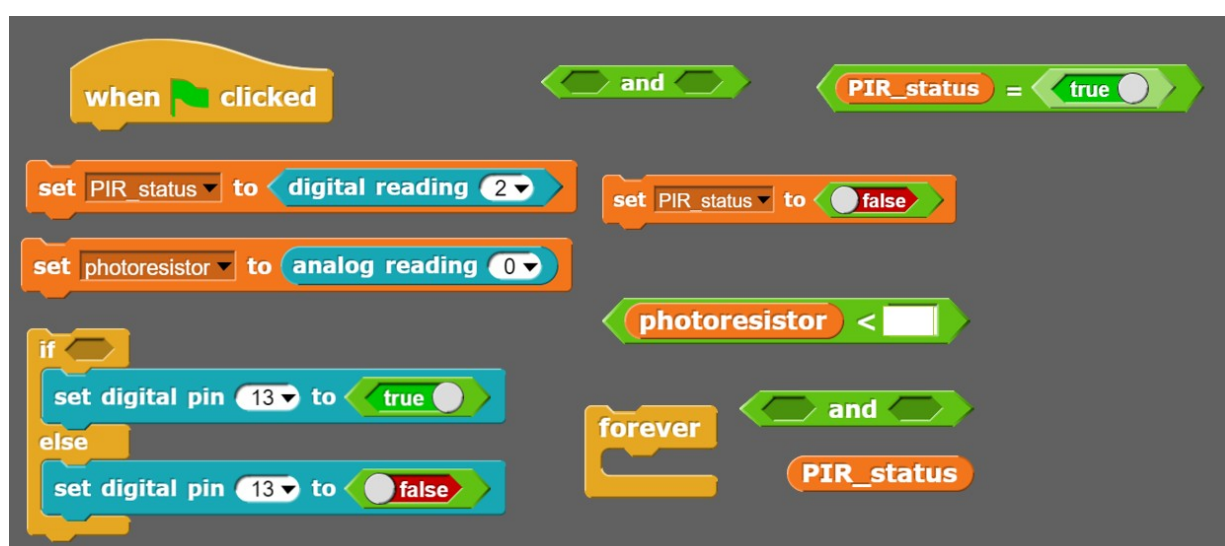 when clicked
and
PIR_status = true
set PIR_status to digital reading 2
set PIR_status to false
set photoresistor to analog reading 0
photoresistor <
if
set digital pin 13 to true
else
set digital pin 13 to false
forever
and
PIR_status